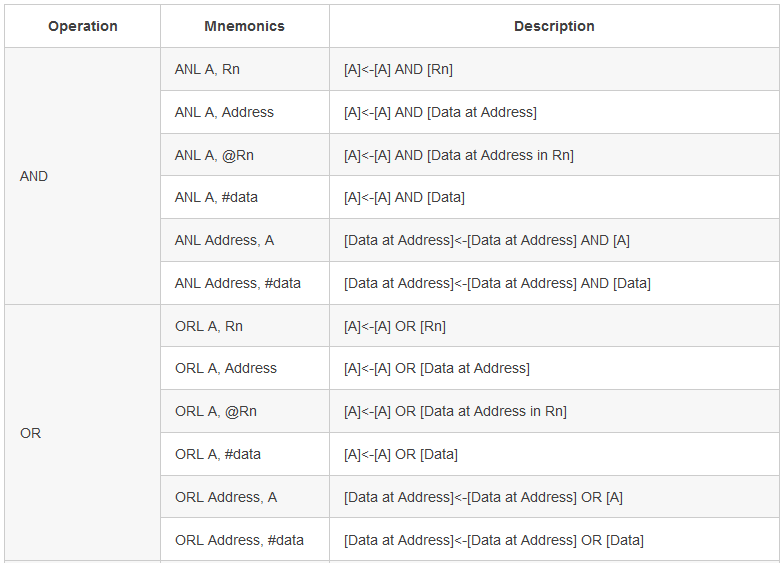 Operation Mnemonics Description
AND
ANL A, Rn [A]<-[A] AND [Rn]
ANL A, Address [A]<-[A] AND [Data at Address]
ANL A, @Rn [A]<-[A] AND [Data at Address in Rn]
ANL A, #data [A]<-[A] AND [Data]
ANL Address, A [Data at Address]<-[Data at Address] AND [A]
ANL Address, #data [Data at Address]<-[Data at Address] AND [Data]
OR
ORL A, Rn [A]<-[A] OR [Rn]
ORL A, Address [A]<-[A] OR [Data at Address]
ORL A, @Rn [A]<-[A] OR [Data at Address in Rn]
ORL A, #data [A]<-[A] OR [Data]
ORL Address, A [Data at Address]<-[Data at Address] OR [A]
ORL Address, #data [Data at Address]<-[Data at Address] OR [Data]